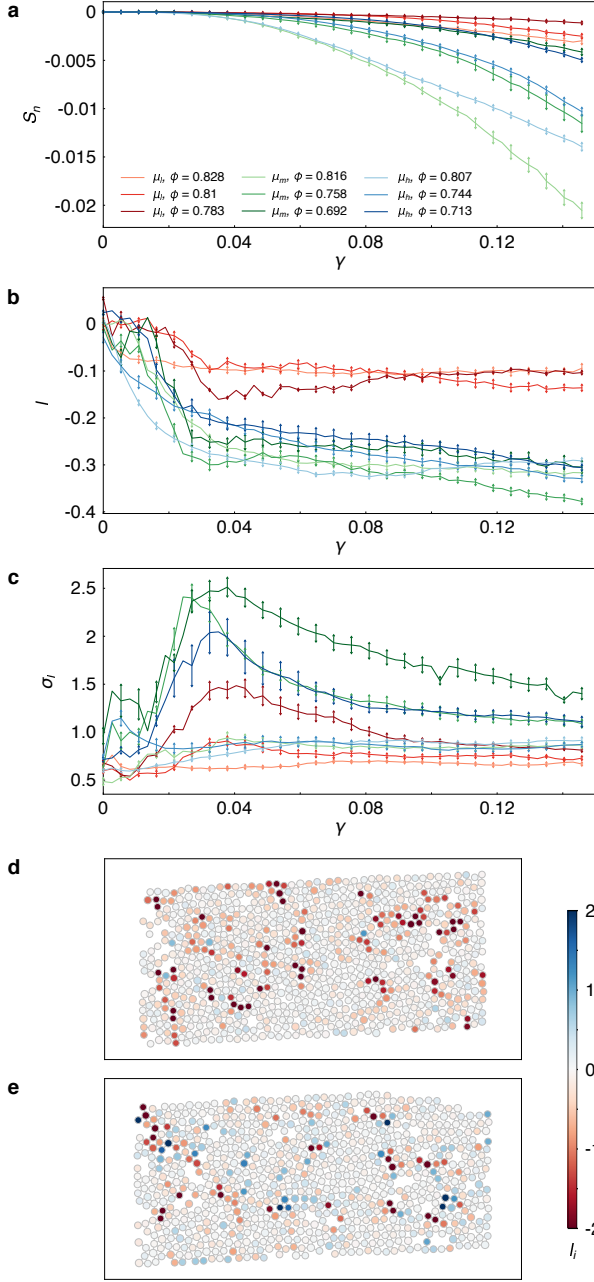 a
0
-0.005
-0.01
-0.015
-0.02
S_n
μ_l, ϕ = 0.828
μ_m, ϕ = 0.816
μ_h, ϕ = 0.807
μ_l, ϕ = 0.81
μ_m, ϕ = 0.758
μ_h, ϕ = 0.744
μ_l, ϕ = 0.783
μ_m, ϕ = 0.692
μ_h, ϕ = 0.713
0 0.04 0.08 0.12
γ
b
0
-0.1
-0.2
-0.3
-0.4
I
0 0.04 0.08 0.12
γ
c
2.5
2
1.5
1.0
0.5
σ_I
0 0.04 0.08 0.12
γ
d
e
2
1
0
-1
-2
I_i